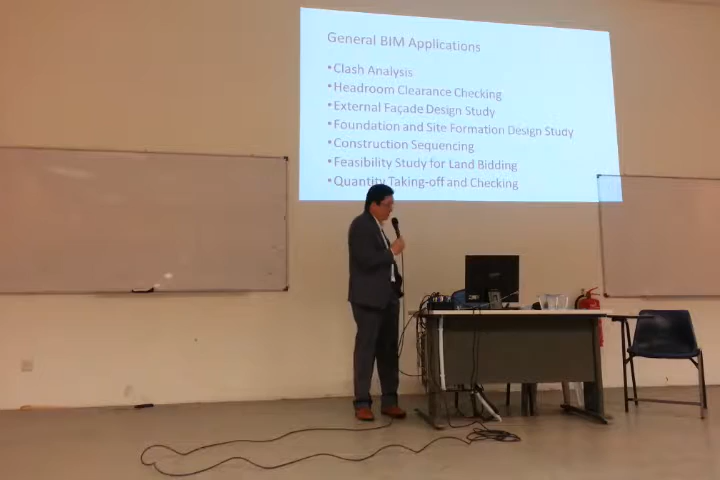 General BIM Applications
•Clash Analysis
•Headroom Clearance Checking
•External Façade Design Study
•Foundation and Site Formation Design Study
•Construction Sequencing
•Feasibility Study for Land Bidding
•Quantity Taking-off and Checking